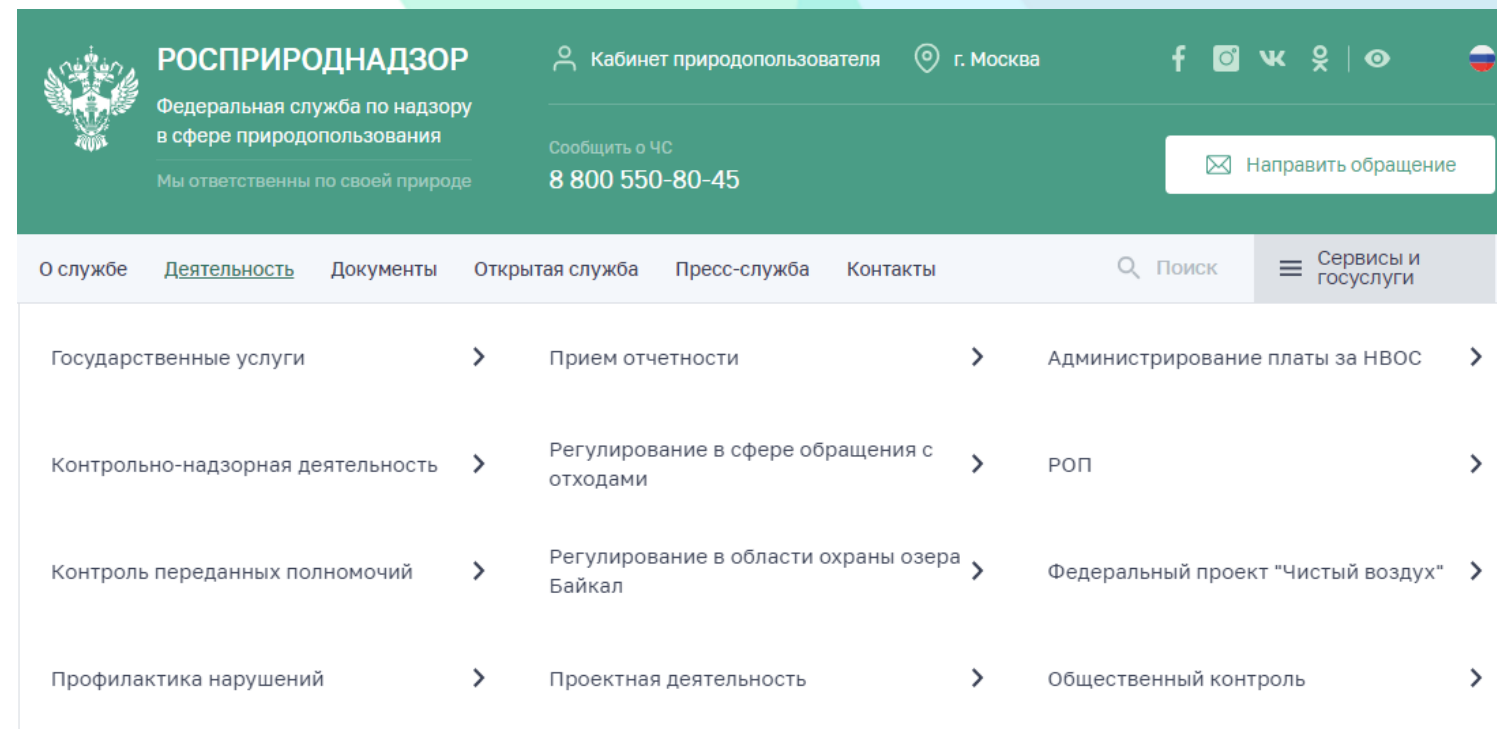 РОСПРИРОДНАДЗОР
Федеральная служба по надзору
в сфере природопользования
Мы ответственны по своей природе
Кабинет природопользователя
г. Москва
Сообщить о ЧС
8 800 550-80-45
Направить обращение
О службе Деятельность Документы Открытая служба Пресс-служба Контакты
Поиск
Сервисы и
госуслуги
Государственные услуги
Прием отчетности
Администрирование платы за НВОС
Контрольно-надзорная деятельность
Регулирование в сфере обращения с
отходами
РОП
Контроль переданных полномочий
Регулирование в области охраны озера
Байкал
Федеральный проект "Чистый воздух"
Профилактика нарушений
Проектная деятельность
Общественный контроль